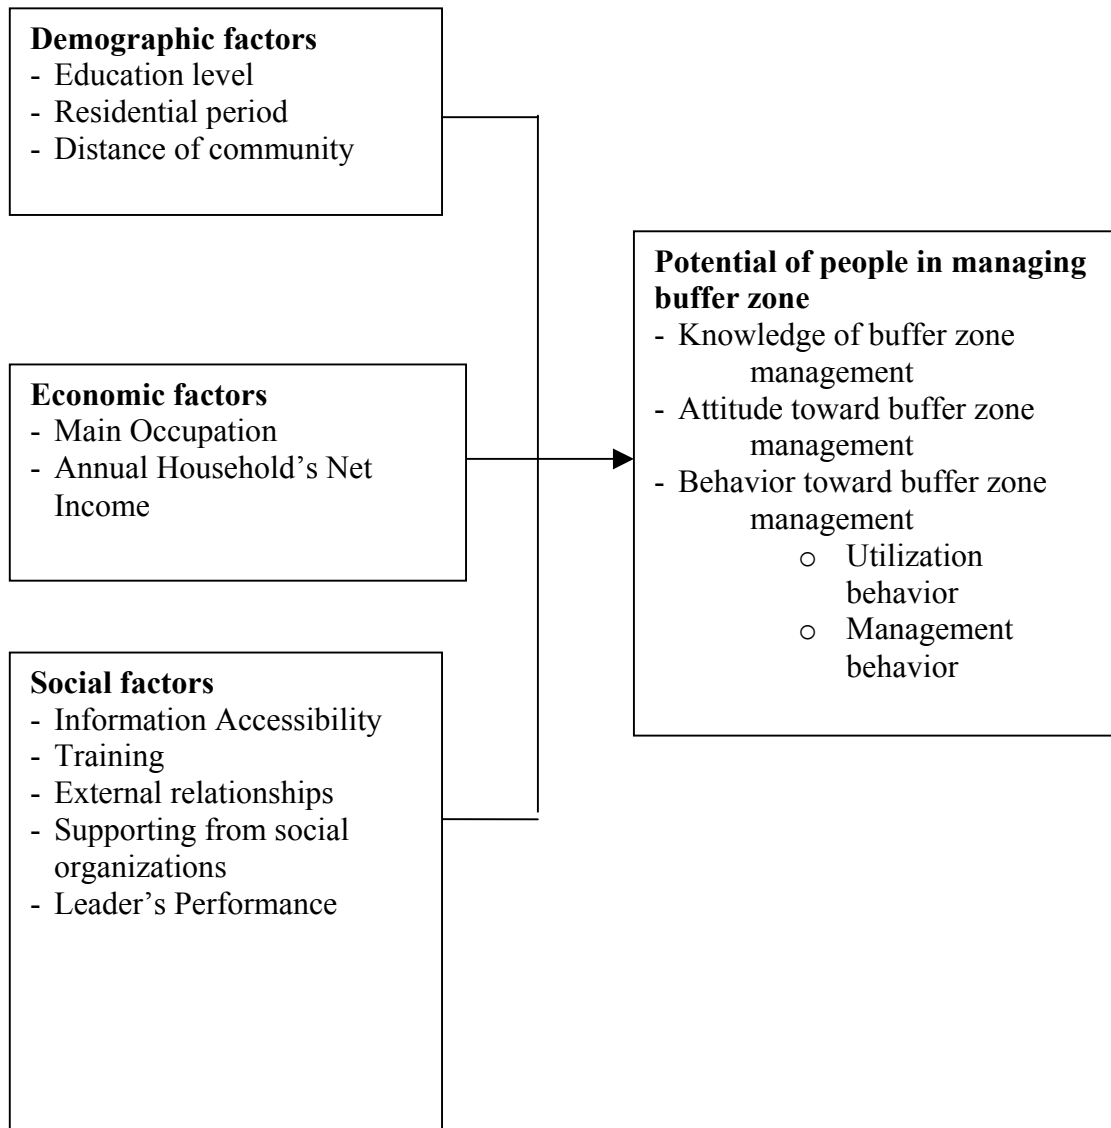 Demographic factors
- Education level
- Residential period
- Distance of community
Economic factors
- Main Occupation
- Annual Household’s Net
Income
Social factors
- Information Accessibility
- Training
- External relationships
- Supporting from social
organizations
- Leader’s Performance
Potential of people in managing
buffer zone
- Knowledge of buffer zone
management
- Attitude toward buffer zone
management
- Behavior toward buffer zone
management
o Utilization
behavior
o Management
behavior